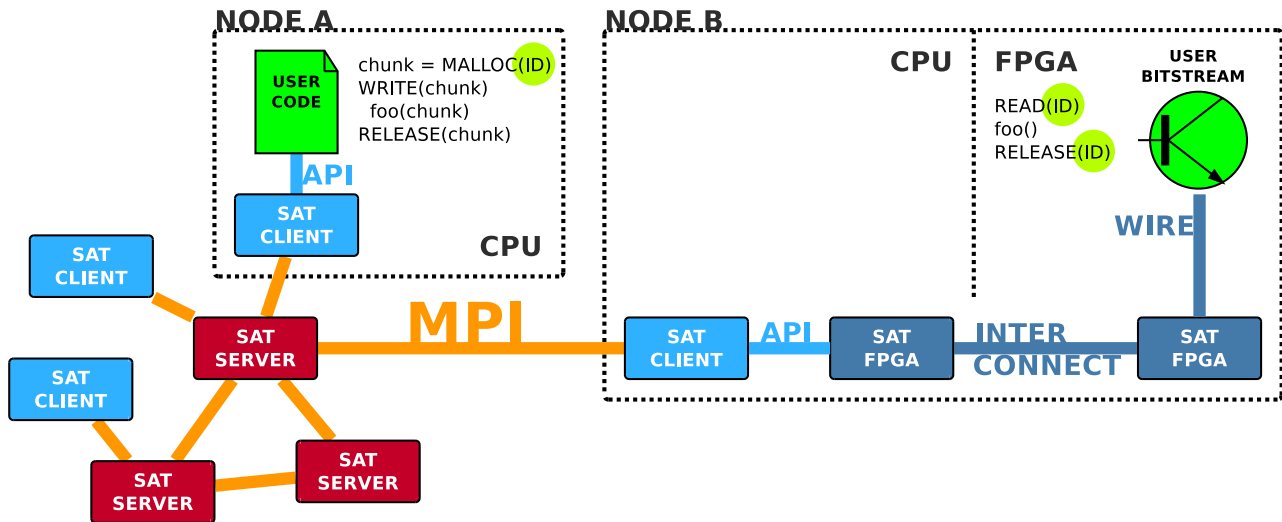 NODE A
USER
CODE
chunk = MALLOC(ID)
WRITE(chunk)
foo(chunk)
RELEASE(chunk)
API
SAT
CLIENT
CPU
NODE B
CPU
FPGA
READ(ID)
foo()
RELEASE(ID)
USER
BITSTREAM
WIRE
SAT
CLIENT
SAT
SERVER
MPI
SAT
CLIENT
API
SAT
FPGA
INTER
CONNECT
SAT
FPGA
SAT
CLIENT
SAT
SERVER
SAT
SERVER